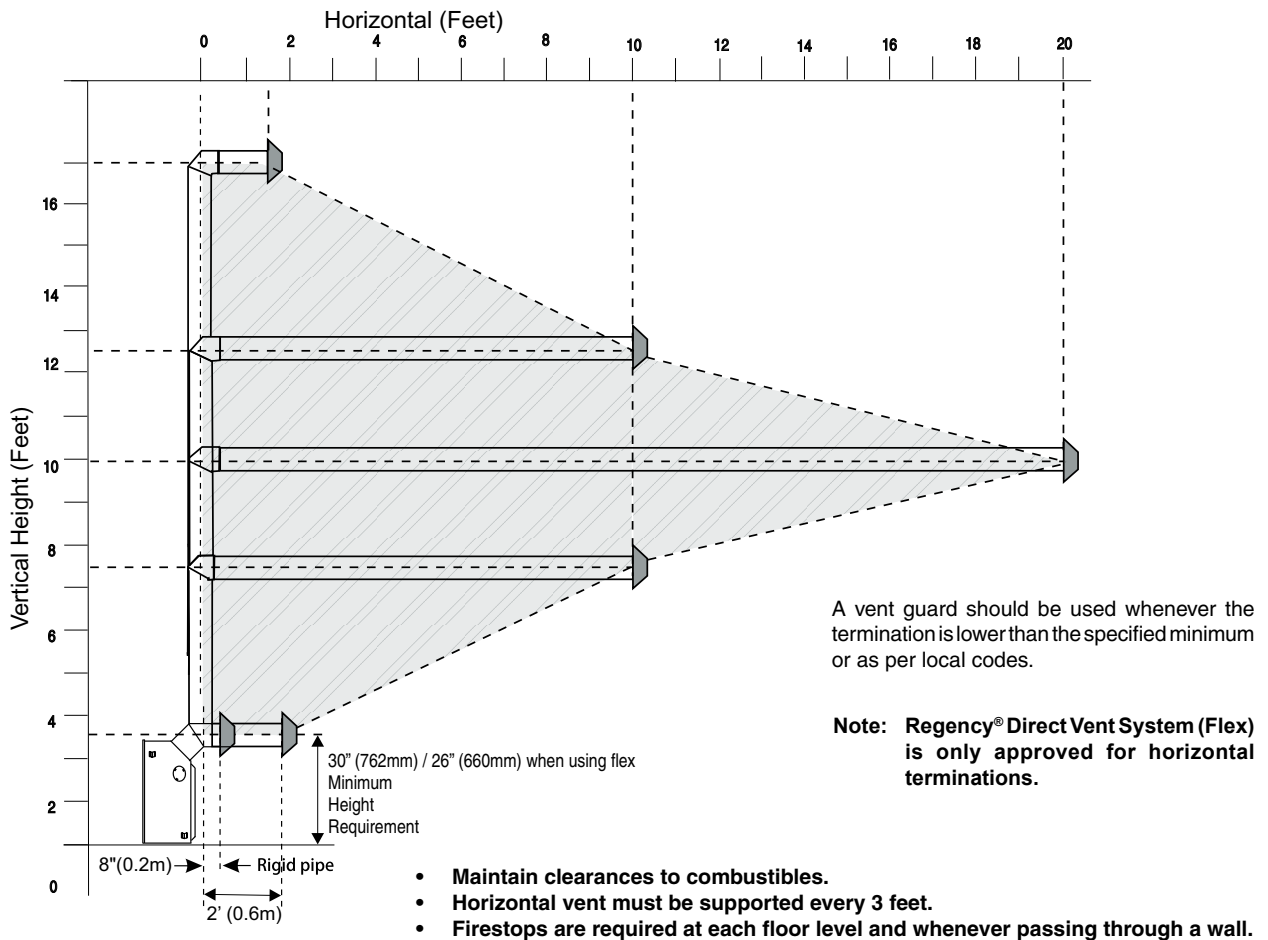 Horizontal (Feet)
0 2 4 6 8 10 12 14 16 18 20
16
14
12
10
8
6
4
2
0
Vertical Height (Feet)
A vent guard should be used whenever the
termination is lower than the specified minimum
or as per local codes.
Note: Regency® Direct Vent System (Flex)
is only approved for horizontal
terminations.
30” (762mm) / 26” (660mm) when using flex
Minimum
Height
Requirement
8"(0.2m) Rigid pipe
2’ (0.6m)
• Maintain clearances to combustibles.
• Horizontal vent must be supported every 3 feet.
• Firestops are required at each floor level and whenever passing through a wall.